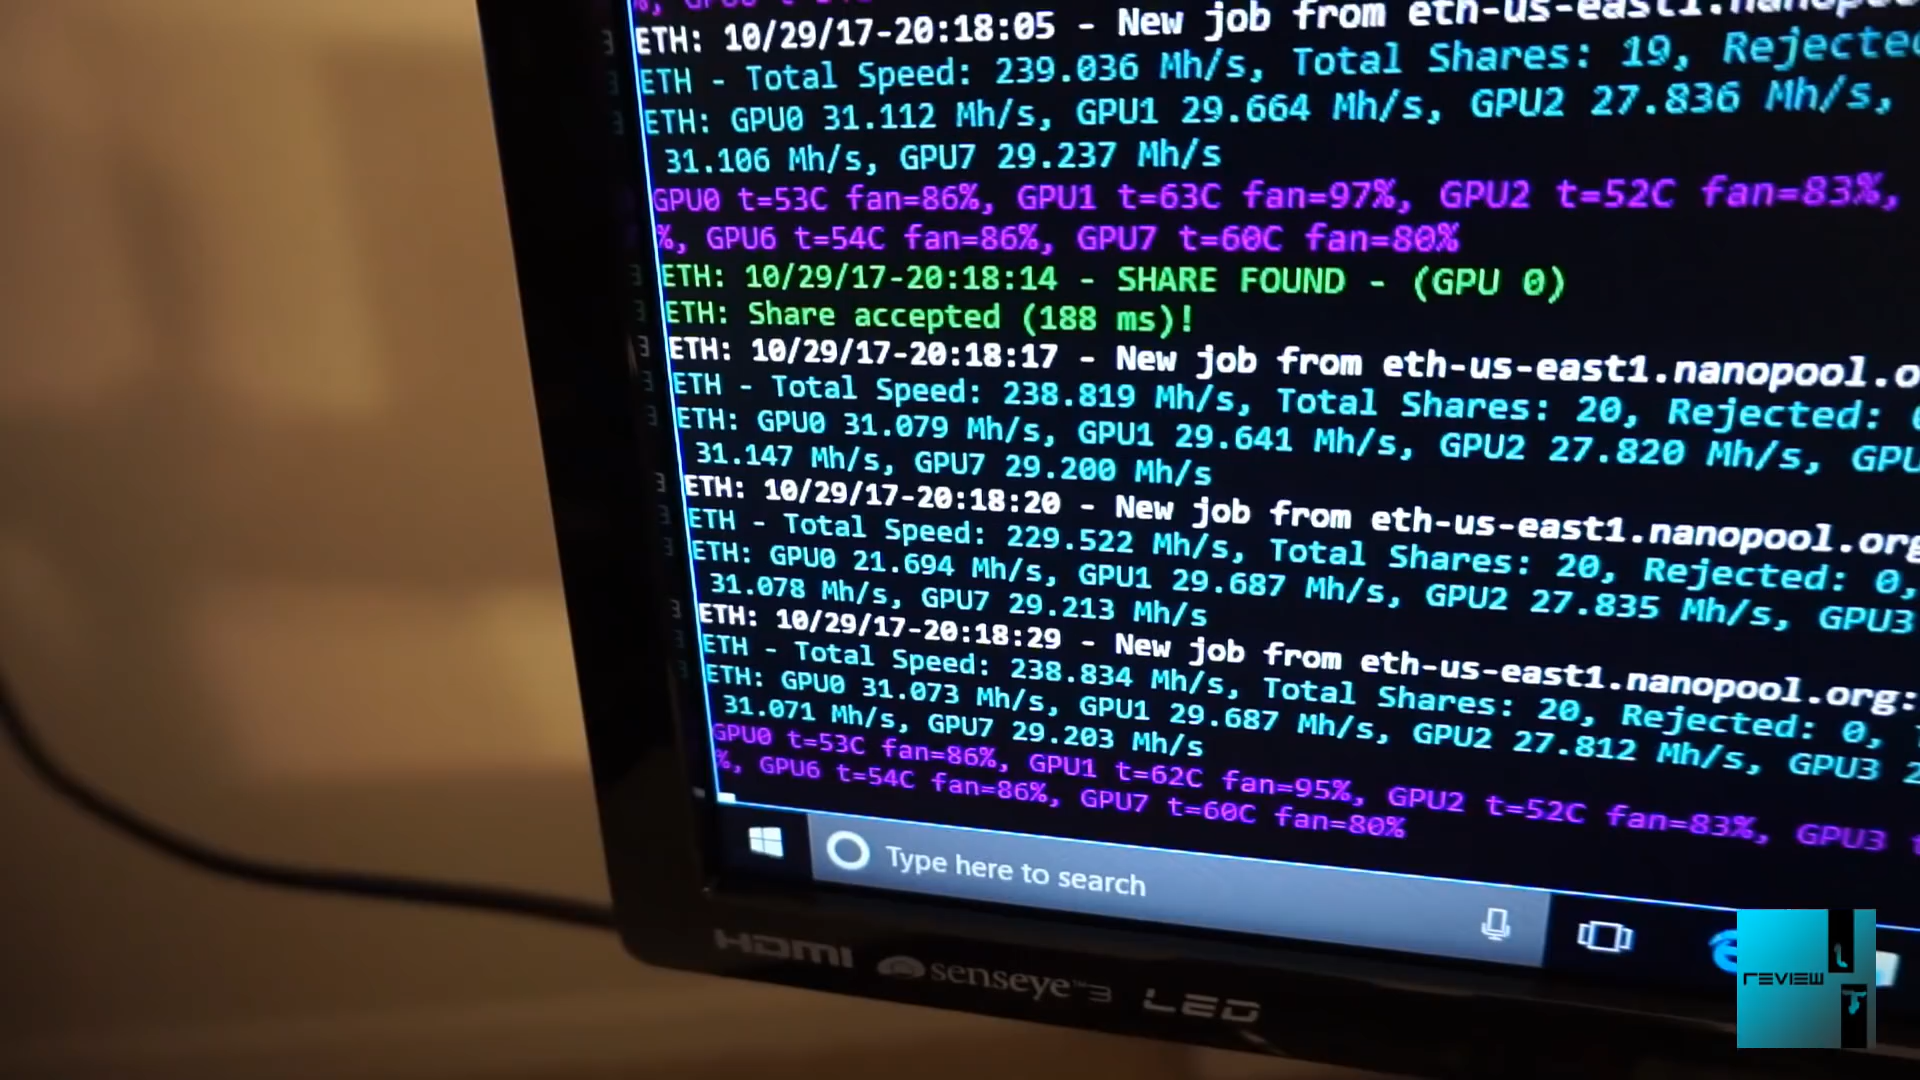 ETH: 10/29/17-20:18:05 - New job from eth-us-east1.
ETH - Total Speed: 239.036 Mh/s, Total Shares: 19, Rejected
ETH: GPU0 31.112 Mh/s, GPU1 29.664 Mh/s, GPU2 27.836 Mh/s,
31.106 Mh/s, GPU7 29.237 Mh/s
GPU0 t=53C fan=86%, GPU1 t=63C fan=97%, GPU2 t=52C fan=83%,
%, GPU6 t=54C fan=86%, GPU7 t=60C fan=80%
ETH: 10/29/17-20:18:14 - SHARE FOUND - (GPU 0)
ETH: Share accepted (188 ms)!
ETH: 10/29/17-20:18:17 - New job from eth-us-east1.nanopool.o
ETH - Total Speed: 238.819 Mh/s, Total Shares: 20, Rejected:
ETH: GPU0 31.079 Mh/s, GPU1 29.641 Mh/s, GPU2 27.820 Mh/s, GPU
31.147 Mh/s, GPU7 29.200 Mh/s
ETH: 10/29/17-20:18:20 - New job from eth-us-east1.nanopool.org
ETH - Total Speed: 229.522 Mh/s, Total Shares: 20, Rejected: 0,
ETH: GPU0 21.694 Mh/s, GPU1 29.687 Mh/s, GPU2 27.835 Mh/s, GPU3
31.078 Mh/s, GPU7 29.213 Mh/s
ETH: 10/29/17-20:18:29 - New job from eth-us-east1.nanopool.org:
ETH - Total Speed: 238.834 Mh/s, Total Shares: 20, Rejected: 0,
ETH: GPU0 31.073 Mh/s, GPU1 29.687 Mh/s, GPU2 27.812 Mh/s, GPU3 2
31.071 Mh/s, GPU7 29.203 Mh/s
GPU0 t=53C fan=86%, GPU1 t=62C fan=95%, GPU2 t=52C fan=83%, GPU3
%, GPU6 t=54C fan=86%, GPU7 t=60C fan=80%
Type here to search
HDMI senseye™3 LED
REVIEW